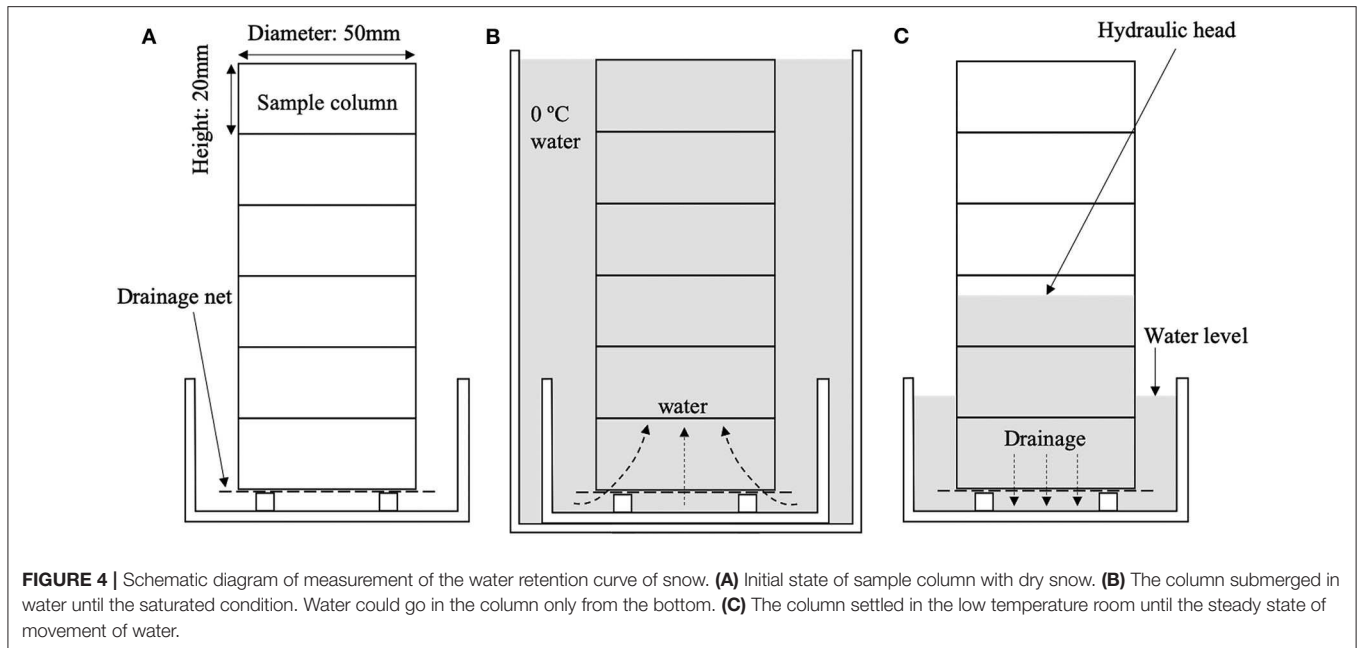 A
Diameter: 50mm
Height: 20mm
Sample column
Drainage net
B
0 ºC
water
water
C
Hydraulic head
Water level
Drainage
FIGURE 4 | Schematic diagram of measurement of the water retention curve of snow. (A) Initial state of sample column with dry snow. (B) The column submerged in
water until the saturated condition. Water could go in the column only from the bottom. (C) The column settled in the low temperature room until the steady state of
movement of water.